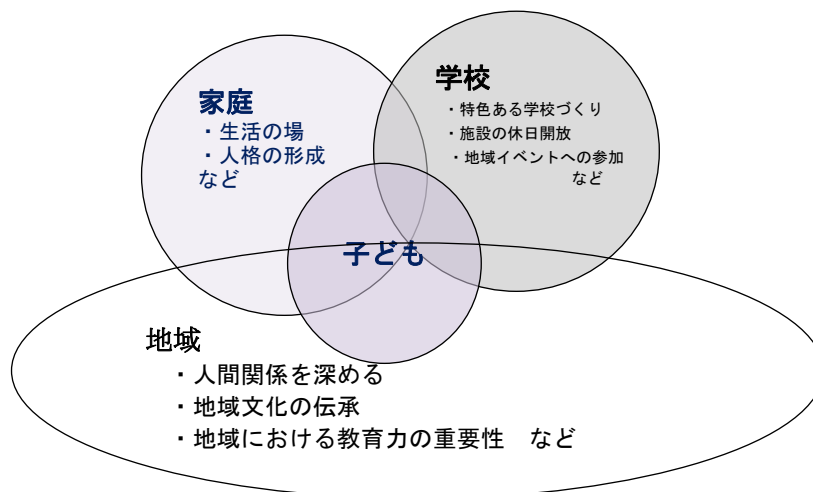 家庭
・生活の場
・人格の形成
など
学校
・特色ある学校づくり
・施設の休日開放
・地域イベントへの参加
など
子ども
地域
・人間関係を深める
・地域文化の伝承
・地域における教育力の重要性　など